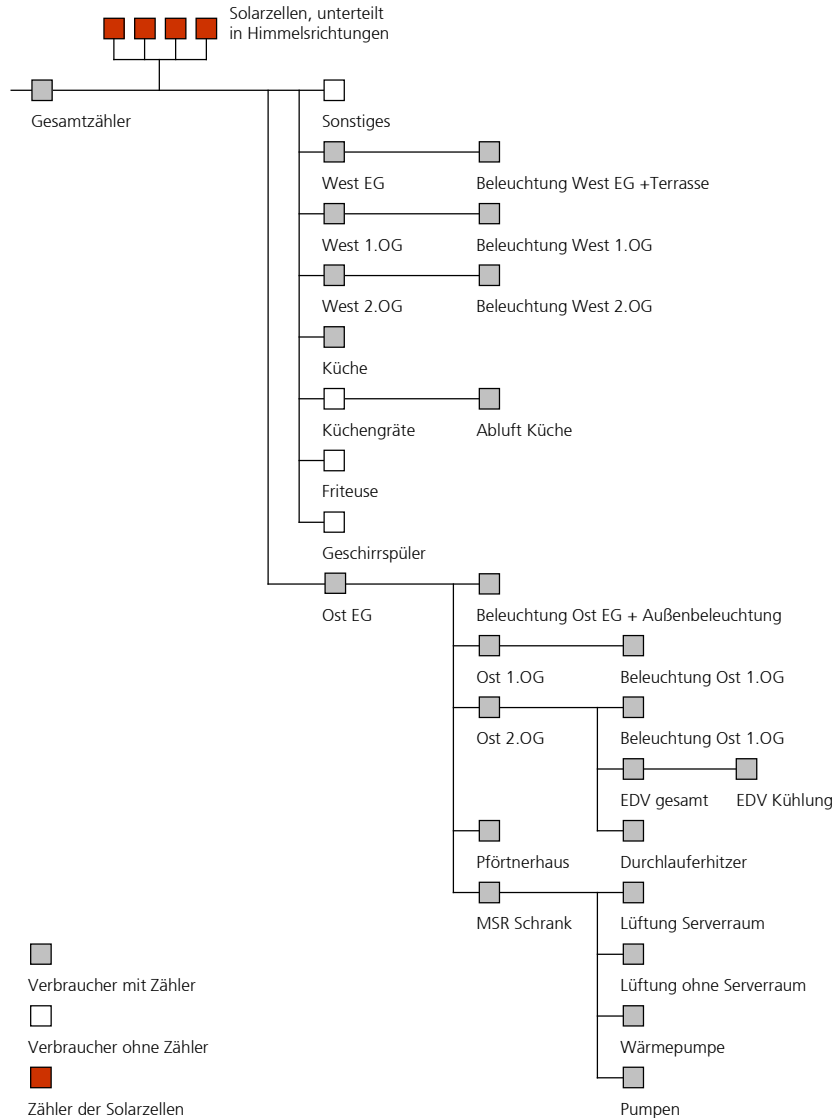 Solarzellen, unterteilt
in Himmelsrichtungen
Gesamtzähler
Sonstiges
West EG
Beleuchtung West EG +Terrasse
West 1.OG
Beleuchtung West 1.OG
West 2.OG
Beleuchtung West 2.OG
Küche
Küchengräte
Abluft Küche
Friteuse
Geschirrspüler
Ost EG
Beleuchtung Ost EG + Außenbeleuchtung
Ost 1.OG
Beleuchtung Ost 1.OG
Ost 2.OG
Beleuchtung Ost 1.OG
EDV gesamt
EDV Kühlung
Pförtnerhaus
Durchlauferhitzer
MSR Schrank
Lüftung Serverraum
Lüftung ohne Serverraum
Wärmepumpe
Pumpen
Verbraucher mit Zähler
Verbraucher ohne Zähler
Zähler der Solarzellen